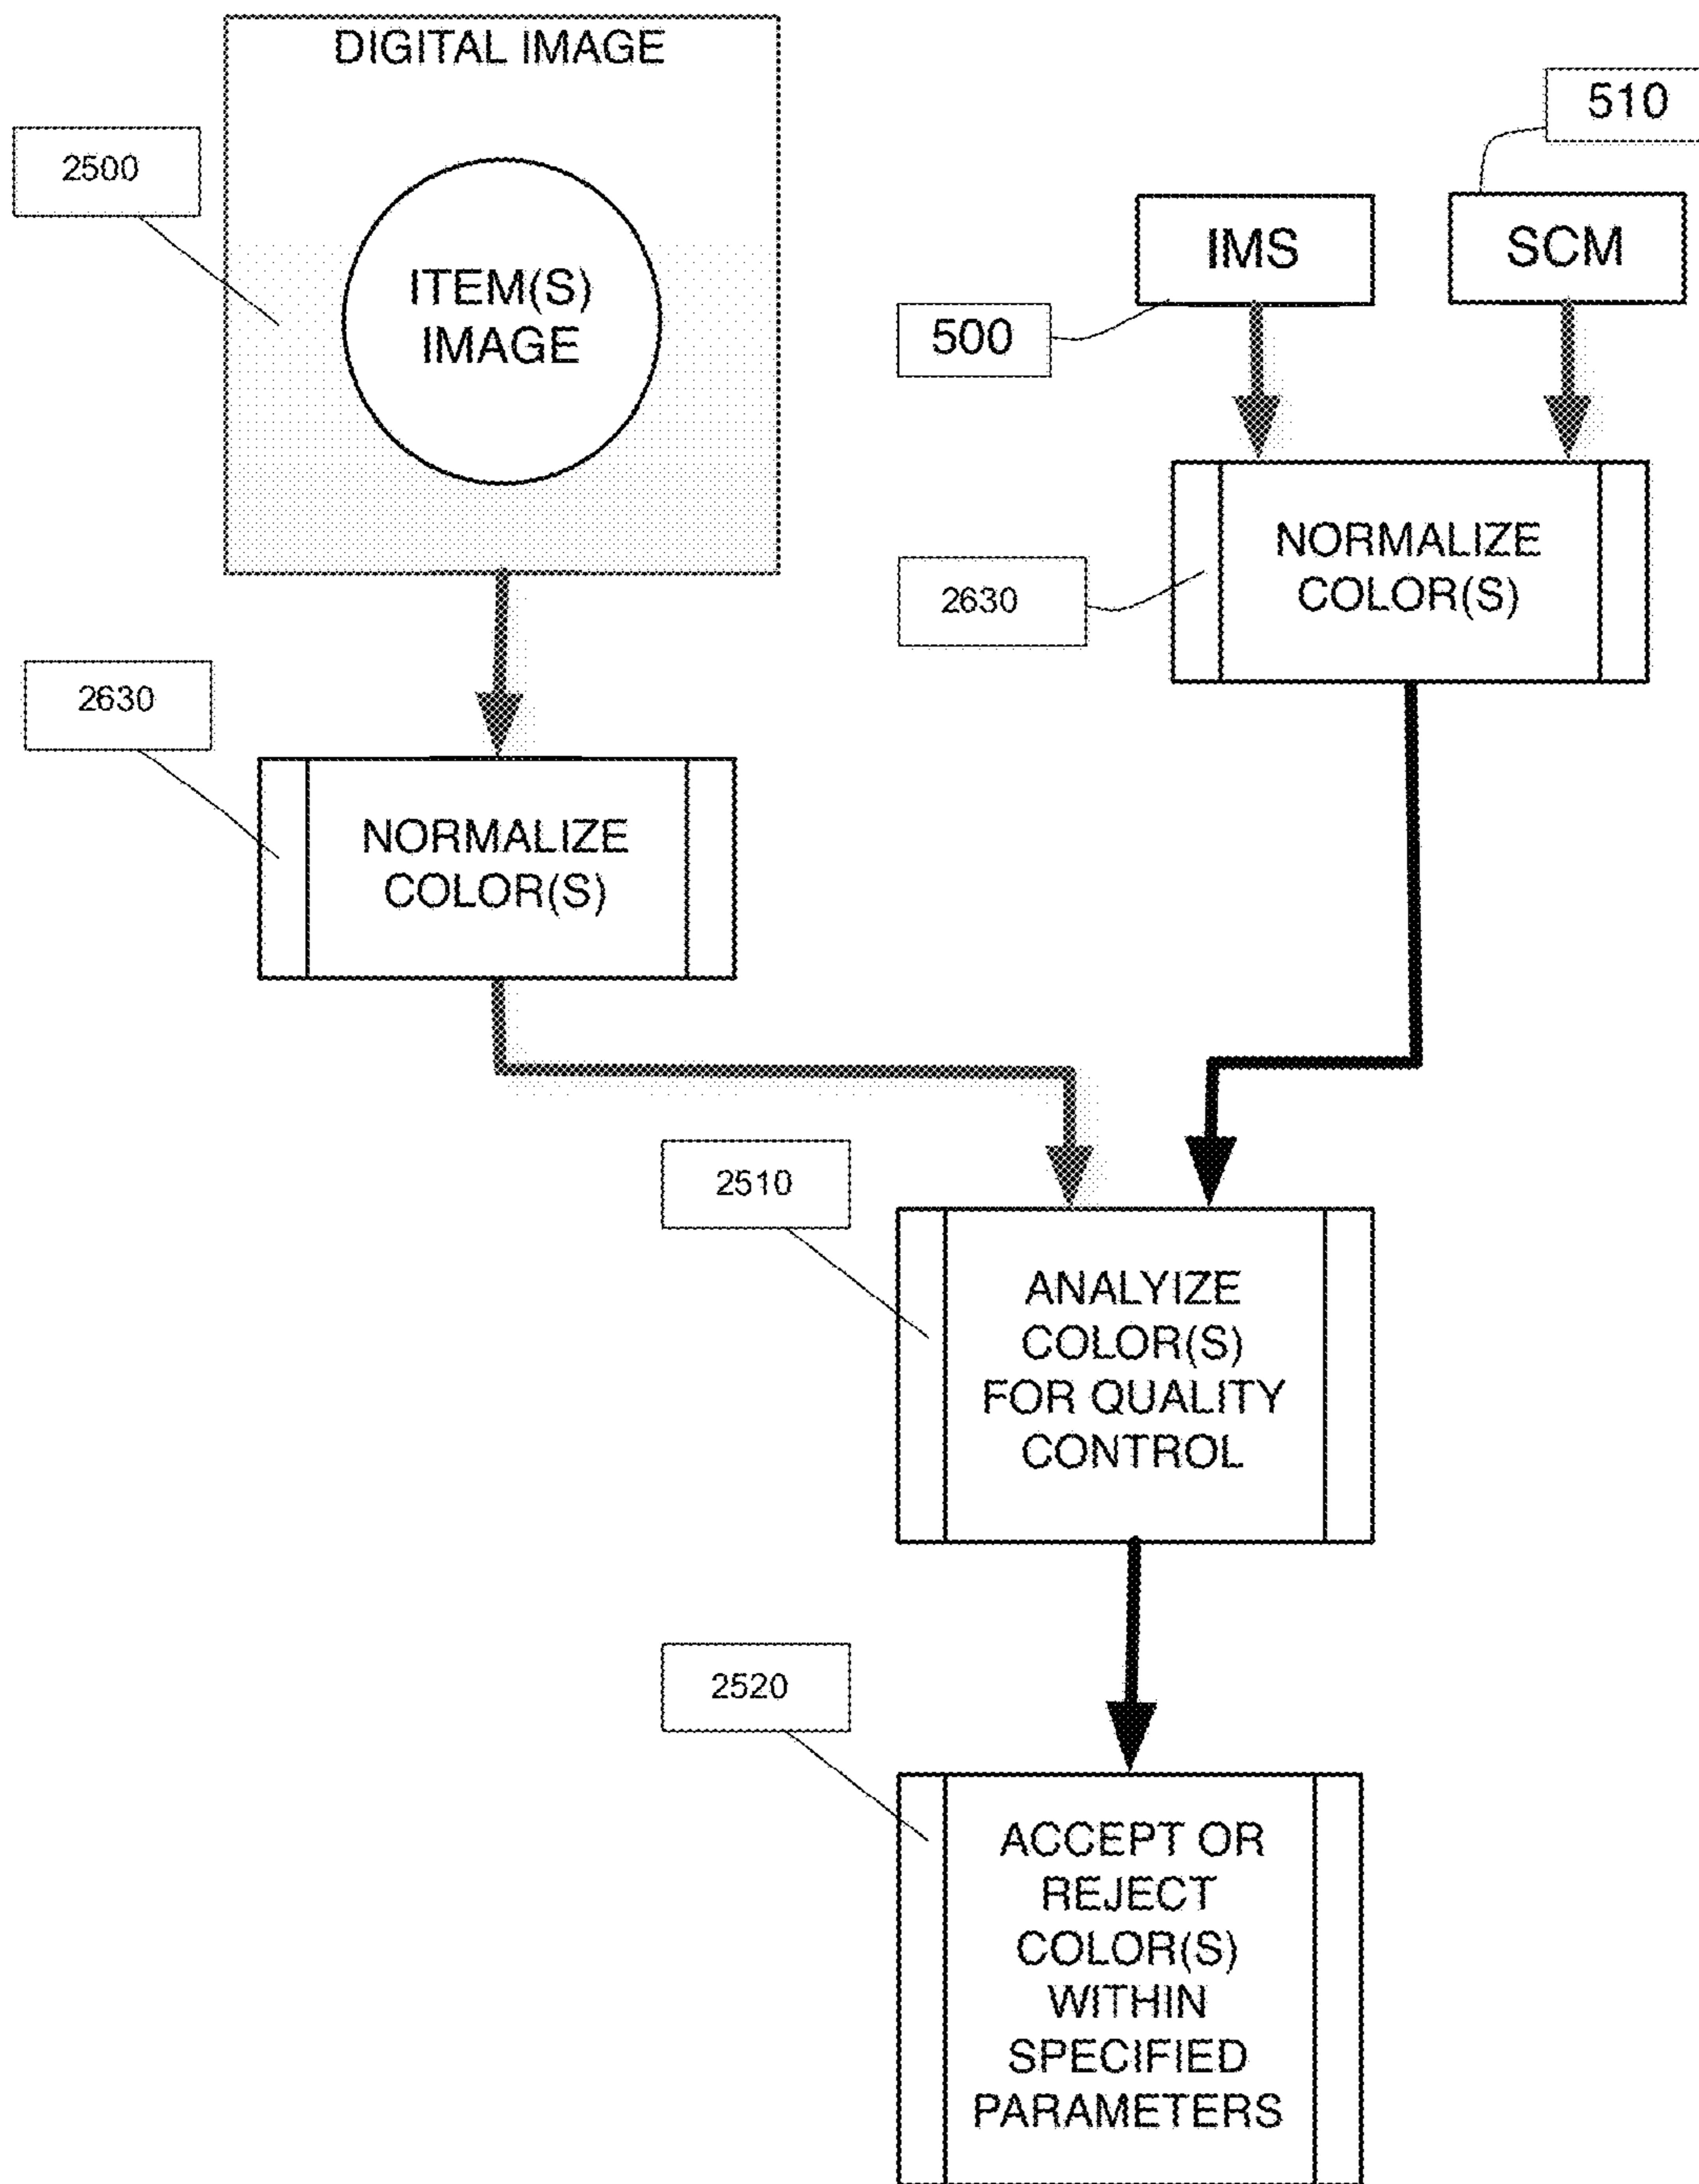 DIGITAL IMAGE
2500
ITEM(S)
IMAGE
510
IMS
SCM
500
NORMALIZE
COLOR(S)
2630
2630
NORMALIZE
COLOR(S)
2510
ANALYIZE
COLOR(S)
FOR QUALITY
CONTROL
2520
ACCEPT OR
REJECT
COLOR(S)
WITHIN
SPECIFIED
PARAMETERS